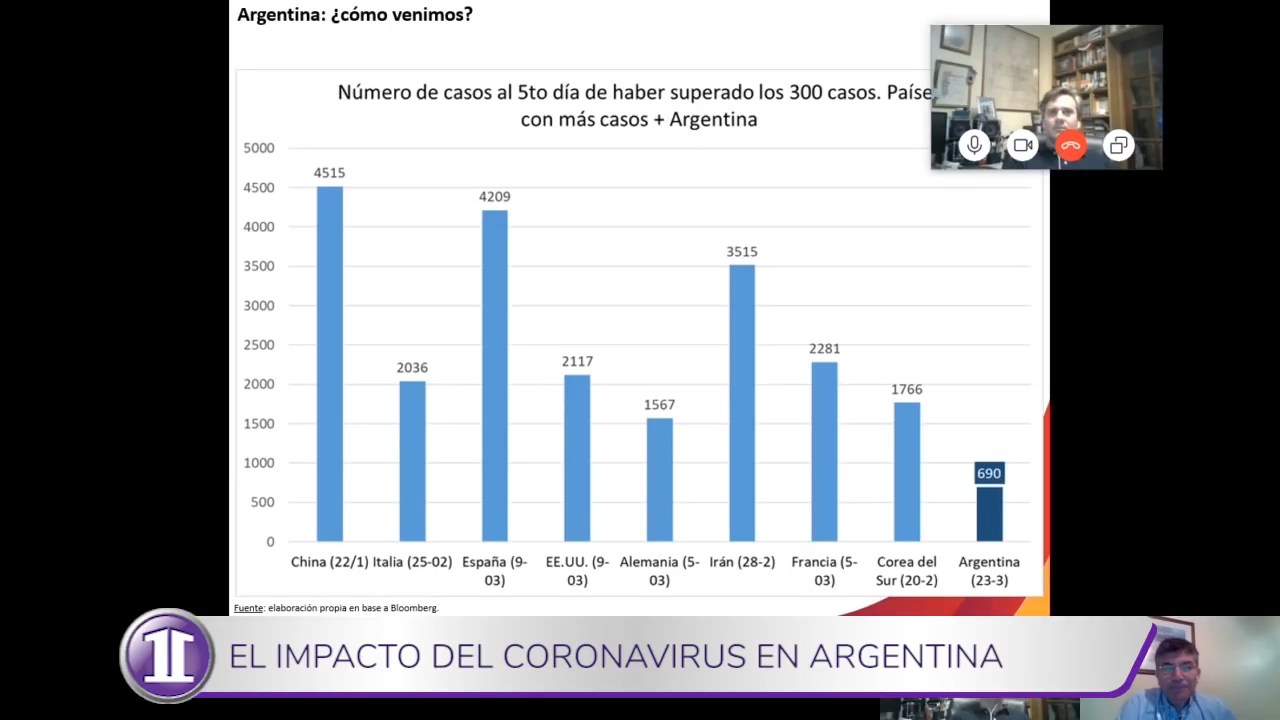 Argentina: ¿cómo venimos?
Número de casos al 5to día de haber superado los 300 casos. Paíse
con más casos + Argentina
5000
4500
4000
3500
3000
2500
2000
1500
1000
500
0
4515
2036
4209
2117
1567
3515
2281
1766
690
China (22/1) Italia (25-02) España (9- EE.UU. (9- Alemania (5- Irán (28-2) Francia (5- Corea del Argentina
03) 03) 03) 03) Sur (20-2) (23-3)
Fuente: elaboración propia en base a Bloomberg.
EL IMPACTO DEL CORONAVIRUS EN ARGENTINA